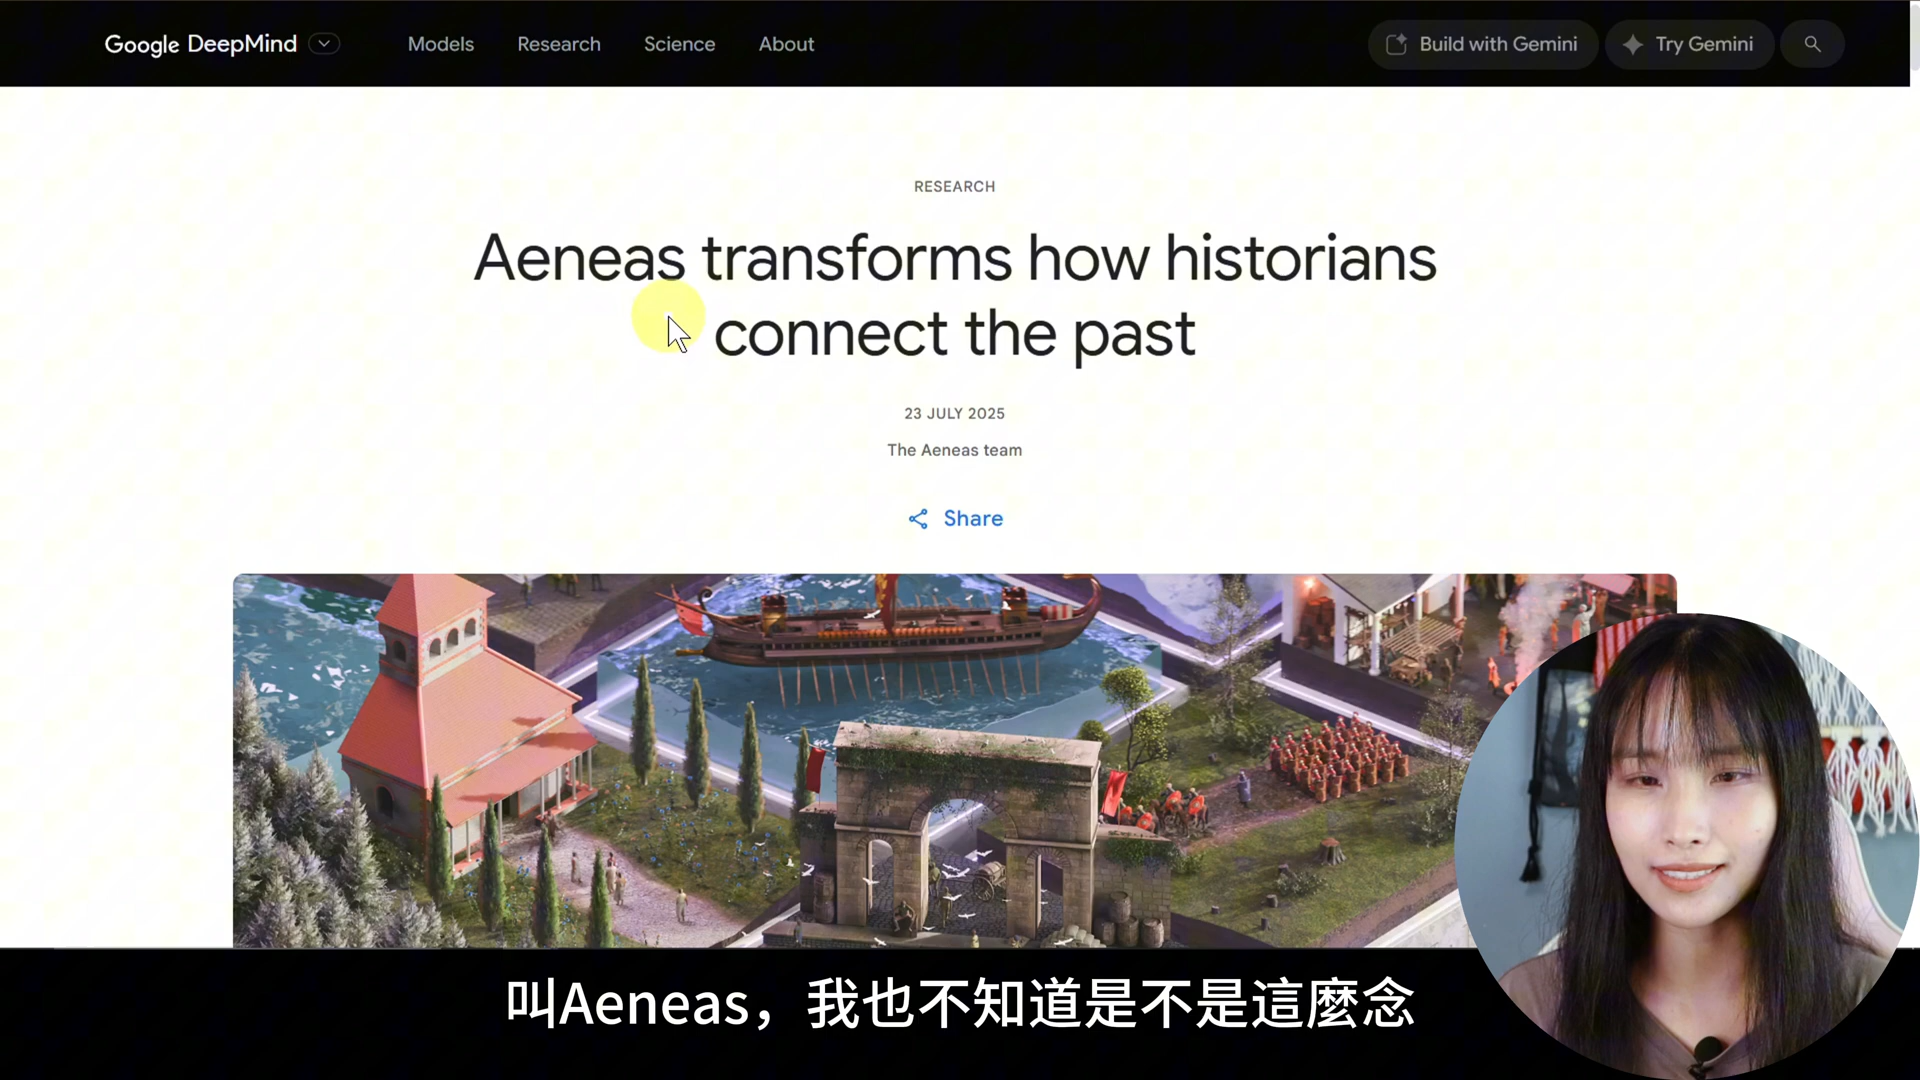 Google DeepMind
Models
Research
Science
About
Build with Gemini
Try Gemini
RESEARCH
Aeneas transforms how historians
connect the past
23 JULY 2025
The Aeneas team
Share
叫Aeneas，我也不知道是不是這麼念